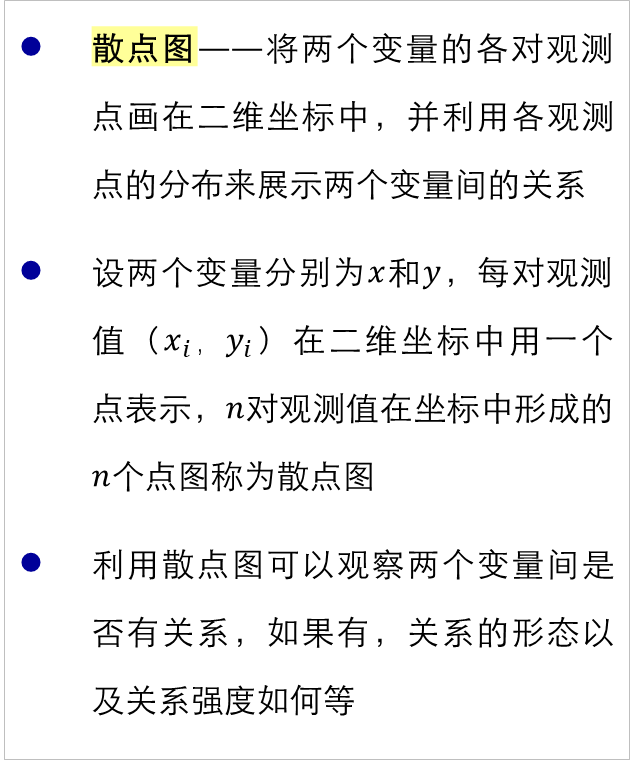 ● 散点图——将两个变量的各对观测
点画在二维坐标中，并利用各观测
点的分布来展示两个变量间的关系
● 设两个变量分别为x和y，每对观测
值（xᵢ，yᵢ）在二维坐标中用一个
点表示，n对观测值在坐标中形成的
n个点图称为散点图
● 利用散点图可以观察两个变量间是
否有关系，如果有，关系的形态以
及关系强度如何等